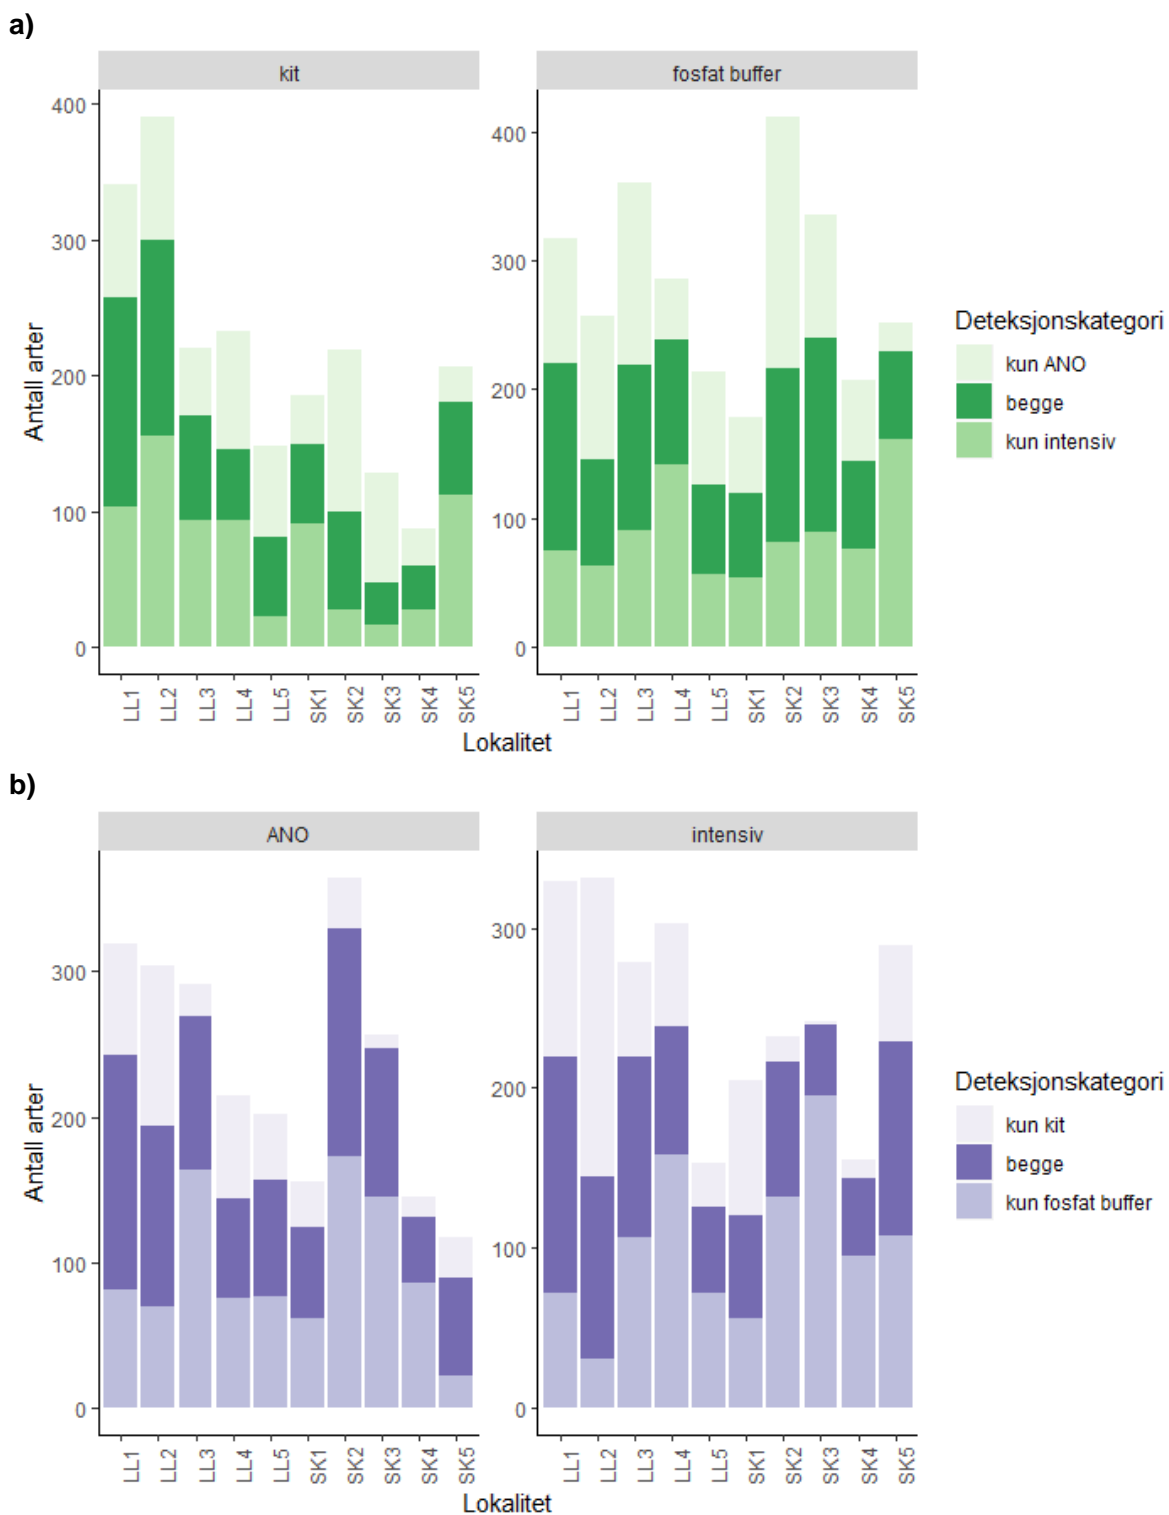 a)
kit
fosfat buffer
400
300
200
100
0
400
300
200
100
0
Antall arter
LL1
LL2
LL3
LL4
LL5
SK1
SK2
SK3
SK4
SK5
LL1
LL2
LL3
LL4
LL5
SK1
SK2
SK3
SK4
SK5
Lokalitet
Deteksjonskategori
kun ANO
begge
kun intensiv
b)
ANO
intensiv
300
200
100
0
300
200
100
0
Antall arter
LL1
LL2
LL3
LL4
LL5
SK1
SK2
SK3
SK4
SK5
LL1
LL2
LL3
LL4
LL5
SK1
SK2
SK3
SK4
SK5
Lokalitet
Deteksjonskategori
kun kit
begge
kun fosfat buffer